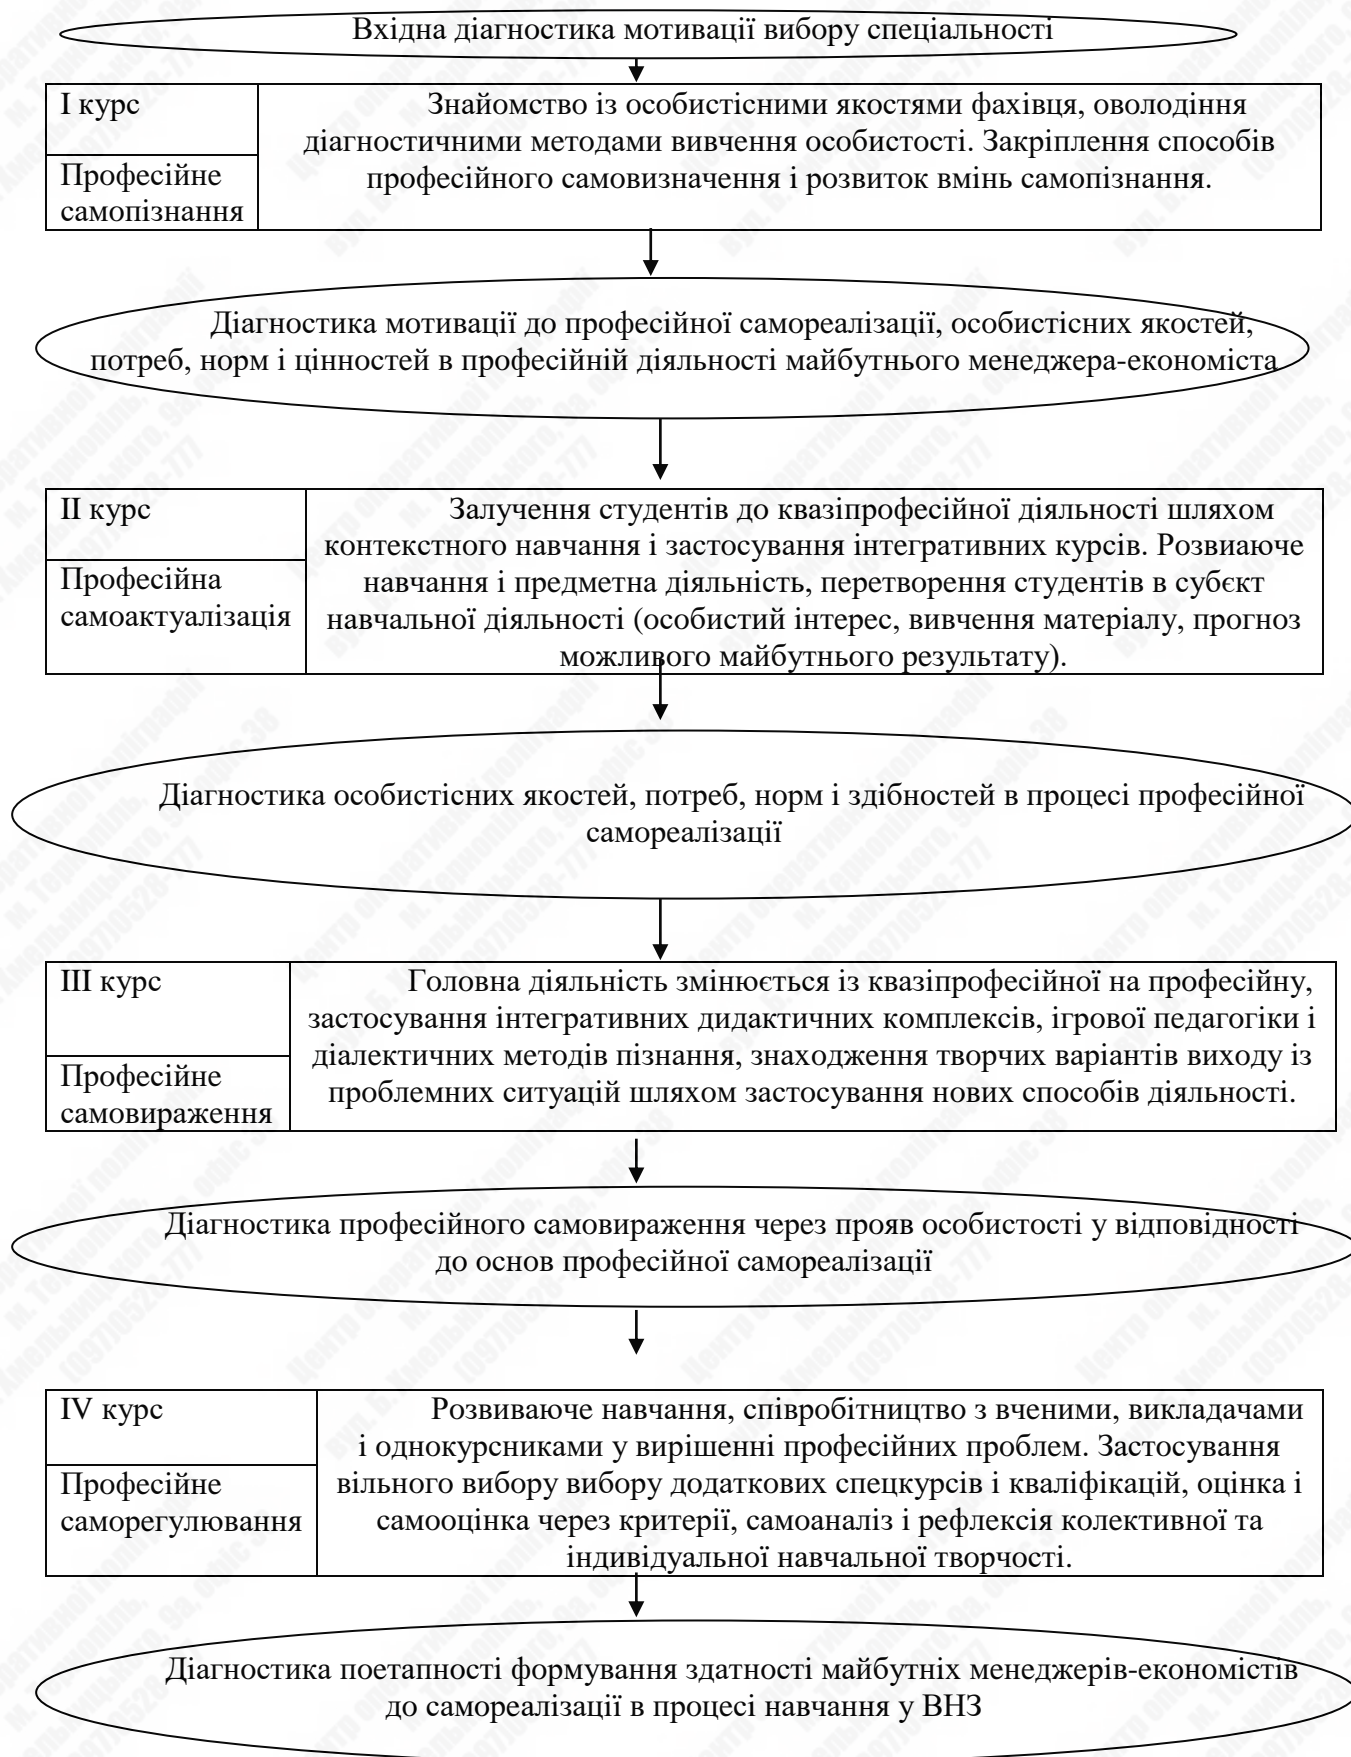 Вхідна діагностика мотивації вибору спеціальності
І курс
Професійне
самопізнання
Знайомство із особистісними якостями фахівця, оволодіння
діагностичними методами вивчення особистості. Закріплення способів
професійного самовизначення і розвиток вмінь самопізнання.
Діагностика мотивації до професійної самореалізації, особистісних якостей,
потреб, норм і цінностей в професійній діяльності майбутнього менеджера-економіста
ІІ курс
Професійна
самоактуалізація
Залучення студентів до квазіпрофесійної діяльності шляхом
контекстного навчання і застосування інтегративних курсів. Розвиаюче
навчання і предметна діяльність, перетворення студентів в субєкт
навчальної діяльності (особистий інтерес, вивчення матеріалу, прогноз
можливого майбутнього результату).
Діагностика особистісних якостей, потреб, норм і здібностей в процесі професійної
самореалізації
ІІІ курс
Професійне
самовираження
Головна діяльність змінюється із квазіпрофесійної на професійну,
застосування інтегративних дидактичних комплексів, ігрової педагогіки і
діалектичних методів пізнання, знаходження творчих варіантів виходу із
проблемних ситуацій шляхом застосування нових способів діяльності.
Діагностика професійного самовираження через прояв особистості у відповідності
до основ професійної самореалізації
IV курс
Професійне
саморегулювання
Розвиваюче навчання, співробітництво з вченими, викладачами
і однокурсниками у вирішенні професійних проблем. Застосування
вільного вибору вибору додаткових спецкурсів і кваліфікацій, оцінка і
самооцінка через критерії, самоаналіз і рефлексія колективної та
індивідуальної навчальної творчості.
Діагностика поетапності формування здатності майбутніх менеджерів-економістів
до самореалізації в процесі навчання у ВНЗ